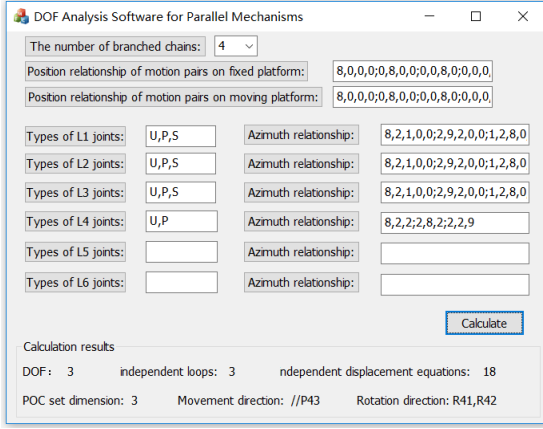 DOF Analysis Software for Parallel Mechanisms
The number of branched chains: 4
Position relationship of motion pairs on fixed platform: 8,0,0,0;0,8,0,0;0,0,8,0;0,0,0,
Position relationship of motion pairs on moving platform: 8,0,0,0;0,8,0,0;0,0,8,0;0,0,0,
Types of L1 joints: U,P,S Azimuth relationship: 8,2,1,0,0;2,9,2,0,0;1,2,8,0
Types of L2 joints: U,P,S Azimuth relationship: 8,2,1,0,0;2,9,2,0,0;1,2,8,0
Types of L3 joints: U,P,S Azimuth relationship: 8,2,1,0,0;2,9,2,0,0;1,2,8,0
Types of L4 joints: U,P Azimuth relationship: 8,2,2;2,8,2;2,2,9
Types of L5 joints: Azimuth relationship:
Types of L6 joints: Azimuth relationship:
Calculate
Calculation results
DOF: 3 independent loops: 3 ndependent displacement equations: 18
POC set dimension: 3 Movement direction: //P43 Rotation direction: R41,R42